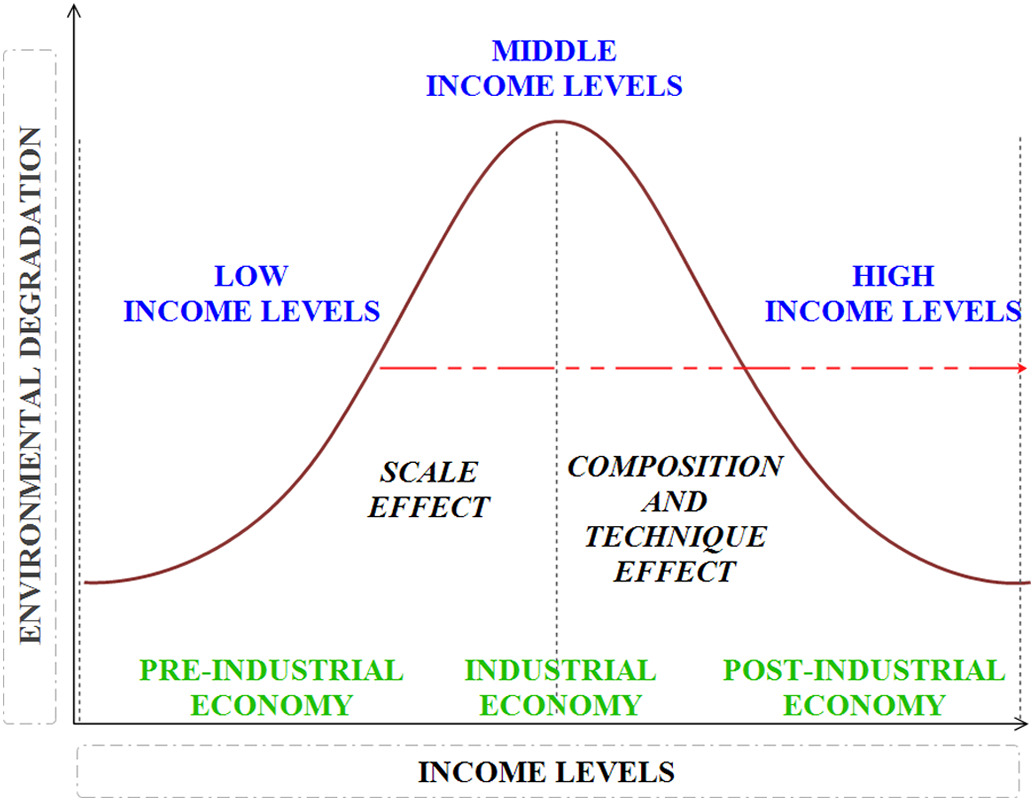 MIDDLE
INCOME LEVELS
LOW
INCOME LEVELS
HIGH
INCOME LEVELS
ENVIRONMENTAL DEGRADATION
SCALE
EFFECT
COMPOSITION
AND
TECHNIQUE
EFFECT
PRE-INDUSTRIAL
ECONOMY
INDUSTRIAL
ECONOMY
POST-INDUSTRIAL
ECONOMY
INCOME LEVELS